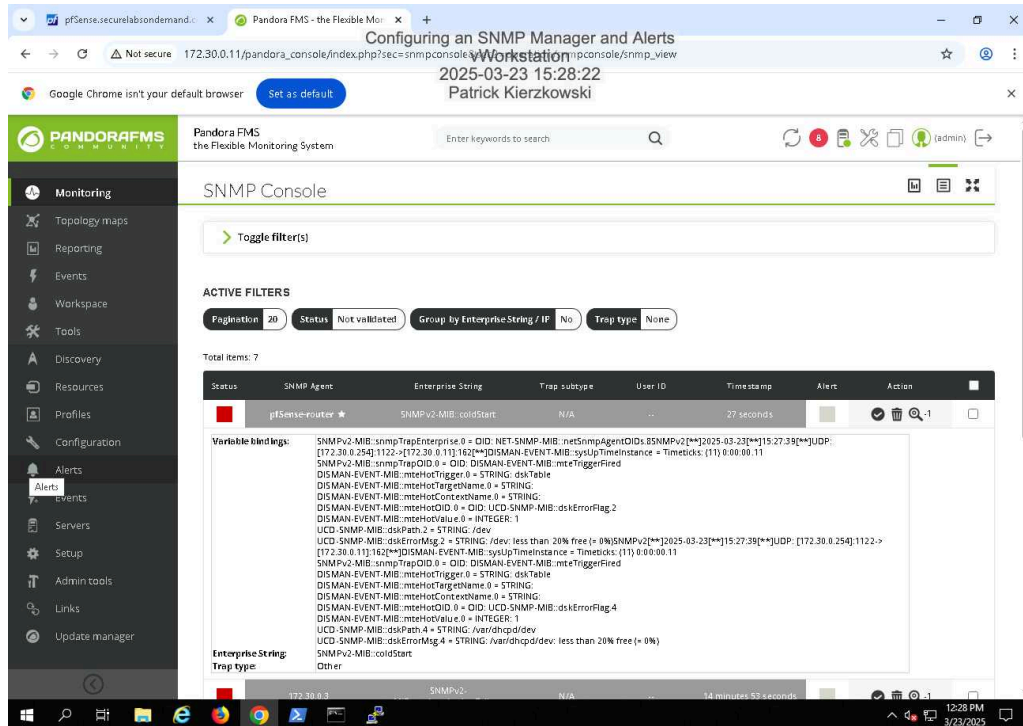 pfSense.securelabsondemand.c
Pandora FMS - the Flexible Mor
Configuring an SNMP Manager and Alerts
Not secure
172.30.0.11/pandora_console/index.php?sec=snmpconsole
vWorkstation
mpconsole/snmp_view
2025-03-23 15:28:22
Patrick Kierzkowski
Google Chrome isn't your default browser
Set as default
PANDORAFMS
COMMUNITY
Pandora FMS
the Flexible Monitoring System
Enter keywords to search
8
(admin)
Monitoring
Topology maps
Reporting
Events
Workspace
Tools
Discovery
Resources
Profiles
Configuration
Alerts
Alerts
Events
Servers
Setup
Admin tools
Links
Update manager
SNMP Console
Toggle filter(s)
ACTIVE FILTERS
Pagination 20 Status Not validated Group by Enterprise String / IP No Trap type None
Total items: 7
Status SNMP Agent Enterprise String Trap subtype User ID Timestamp Alert Action
pfSense-router ★ SNMPv2-MIB::coldStart N/A -- 27 seconds -1
Variable bindings: SNMPv2-MIB::snmpTrapEnterprise.0 = OID: NET-SNMP-MIB::netSnmpAgentOIDs.8SNMPv2[**]2025-03-23[**]15:27:39[**]UDP:
[172.30.0.254]:1122->[172.30.0.11]:162[**]DISMAN-EVENT-MIB::sysUpTimeInstance = Timeticks: (11) 0:00:00.11
SNMPv2-MIB::snmpTrapOID.0 = OID: DISMAN-EVENT-MIB::mteTriggerFired
DISMAN-EVENT-MIB::mteHotTrigger.0 = STRING: dskTable
DISMAN-EVENT-MIB::mteHotTargetName.0 = STRING:
DISMAN-EVENT-MIB::mteHotContextName.0 = STRING:
DISMAN-EVENT-MIB::mteHotOID.0 = OID: UCD-SNMP-MIB::dskErrorFlag.2
DISMAN-EVENT-MIB::mteHotValue.0 = INTEGER: 1
UCD-SNMP-MIB::dskPath.2 = STRING: /dev
UCD-SNMP-MIB::dskErrorMsg.2 = STRING: /dev: less than 20% free (= 0%)SNMPv2[**]2025-03-23[**]15:27:39[**]UDP: [172.30.0.254]:1122->
[172.30.0.11]:162[**]DISMAN-EVENT-MIB::sysUpTimeInstance = Timeticks: (11) 0:00:00.11
SNMPv2-MIB::snmpTrapOID.0 = OID: DISMAN-EVENT-MIB::mteTriggerFired
DISMAN-EVENT-MIB::mteHotTrigger.0 = STRING: dskTable
DISMAN-EVENT-MIB::mteHotTargetName.0 = STRING:
DISMAN-EVENT-MIB::mteHotContextName.0 = STRING:
DISMAN-EVENT-MIB::mteHotOID.0 = OID: UCD-SNMP-MIB::dskErrorFlag.4
DISMAN-EVENT-MIB::mteHotValue.0 = INTEGER: 1
UCD-SNMP-MIB::dskPath.4 = STRING: /var/dhcpd/dev
UCD-SNMP-MIB::dskErrorMsg.4 = STRING: /var/dhcpd/dev: less than 20% free (= 0%)
Enterprise String: SNMPv2-MIB::coldStart
Trap type: Other
172.30.0.3 SNMPv2- N/A -- 14 minutes 53 seconds -1
12:28 PM
3/23/2025